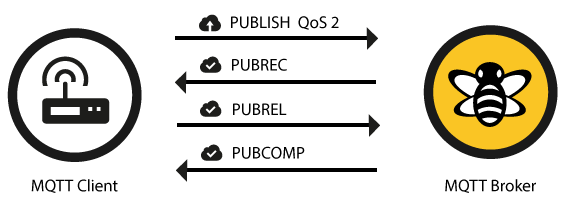 PUBLISH QoS 2
PUBREC
PUBREL
PUBCOMP
MQTT Client
MQTT Broker